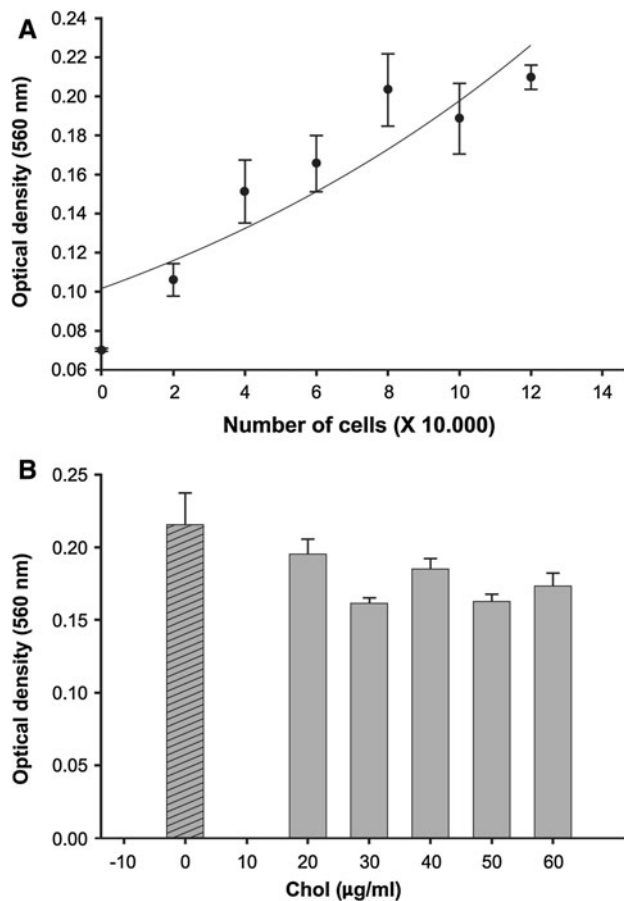 A
Optical density (560 nm)
0.24
0.22
0.20
0.18
0.16
0.14
0.12
0.10
0.08
0.06
0 2 4 6 8 10 12 14
Number of cells (X 10.000)
B
Optical density (560 nm)
0.25
0.20
0.15
0.10
0.05
0.00
-10 0 10 20 30 40 50 60
Chol (µg/ml)